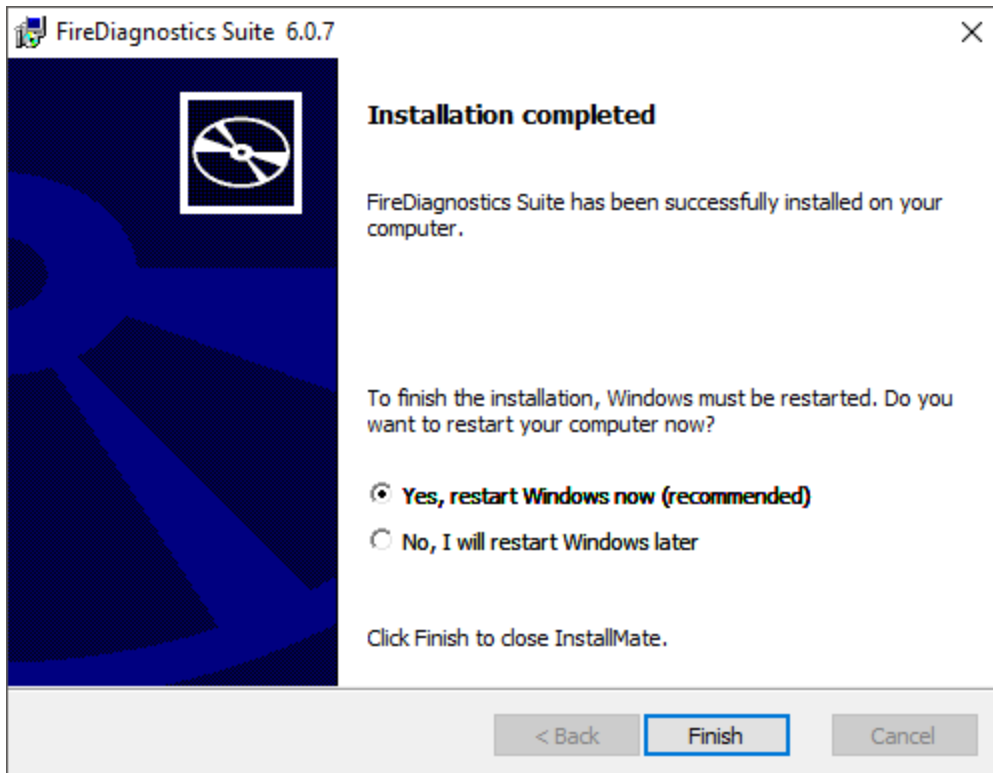 FireDiagnostics Suite 6.0.7
Installation completed
FireDiagnostics Suite has been successfully installed on your
computer.
To finish the installation, Windows must be restarted. Do you
want to restart your computer now?
Yes, restart Windows now (recommended)
No, I will restart Windows later
Click Finish to close InstallMate.
< Back Finish Cancel